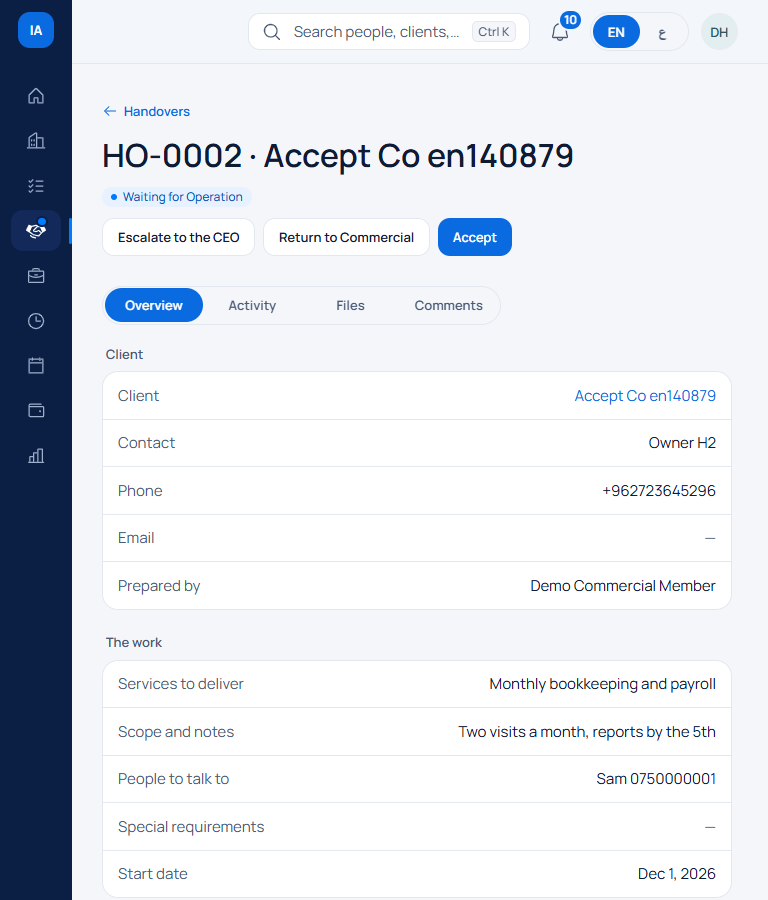 IA
Search people, clients,... Ctrl K
10
EN
ع
DH
Handovers
HO-0002 · Accept Co en140879
Waiting for Operation
Escalate to the CEO
Return to Commercial
Accept
Overview
Activity
Files
Comments
Client
Client Accept Co en140879
Contact Owner H2
Phone +962723645296
Email —
Prepared by Demo Commercial Member
The work
Services to deliver Monthly bookkeeping and payroll
Scope and notes Two visits a month, reports by the 5th
People to talk to Sam 0750000001
Special requirements —
Start date Dec 1, 2026